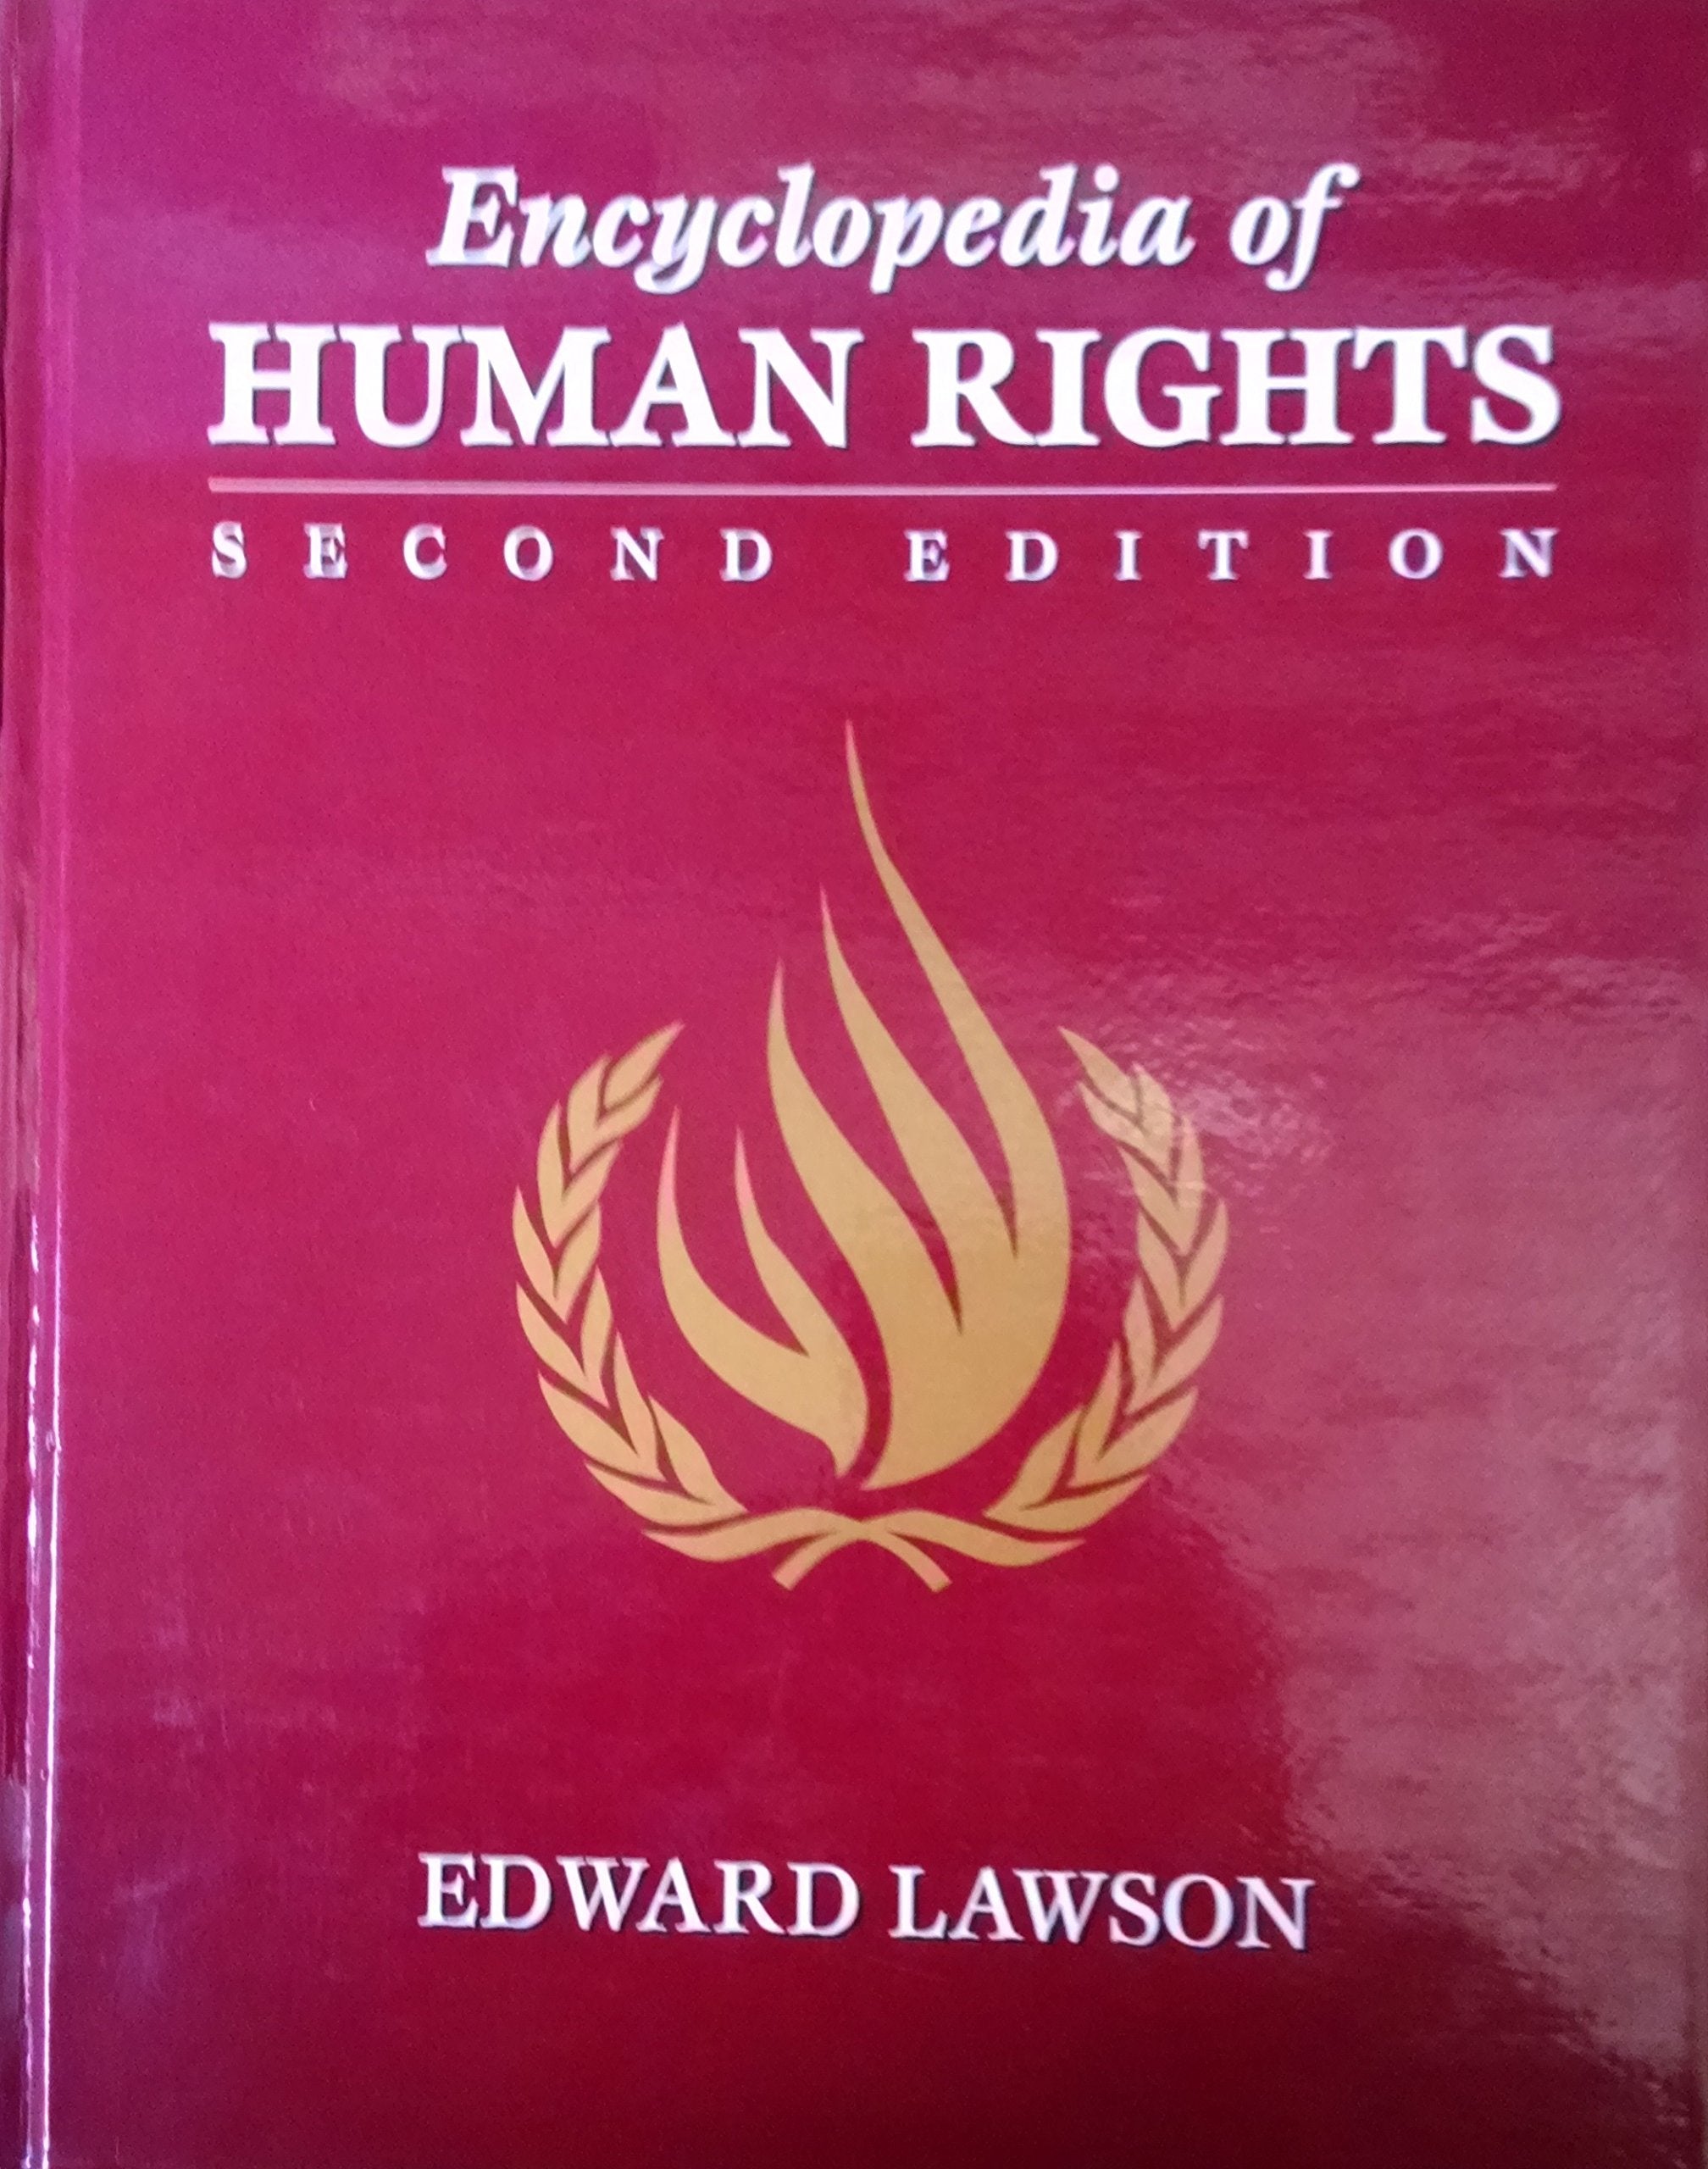 Encyclopedia of
HUMAN RIGHTS
SECOND EDITION
EDWARD LAWSON